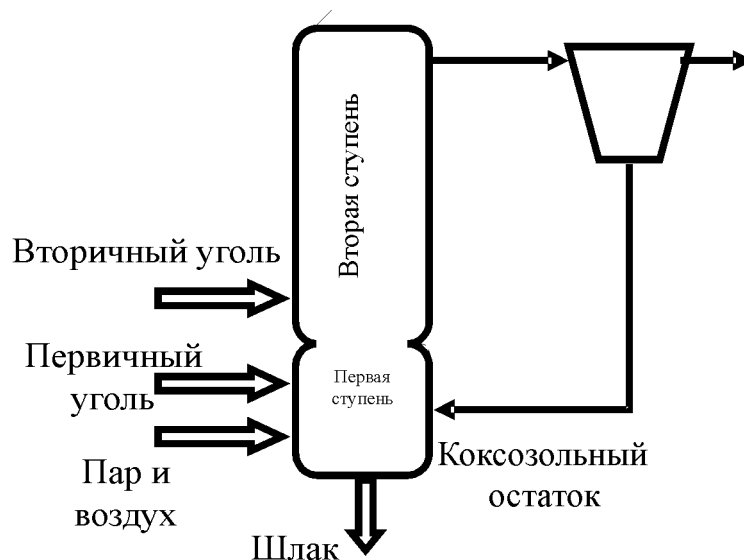 Вторая ступень
Вторичный уголь
Первичный
уголь
Первая
ступень
Пар и
воздух
Коксозольный
остаток
Шлак